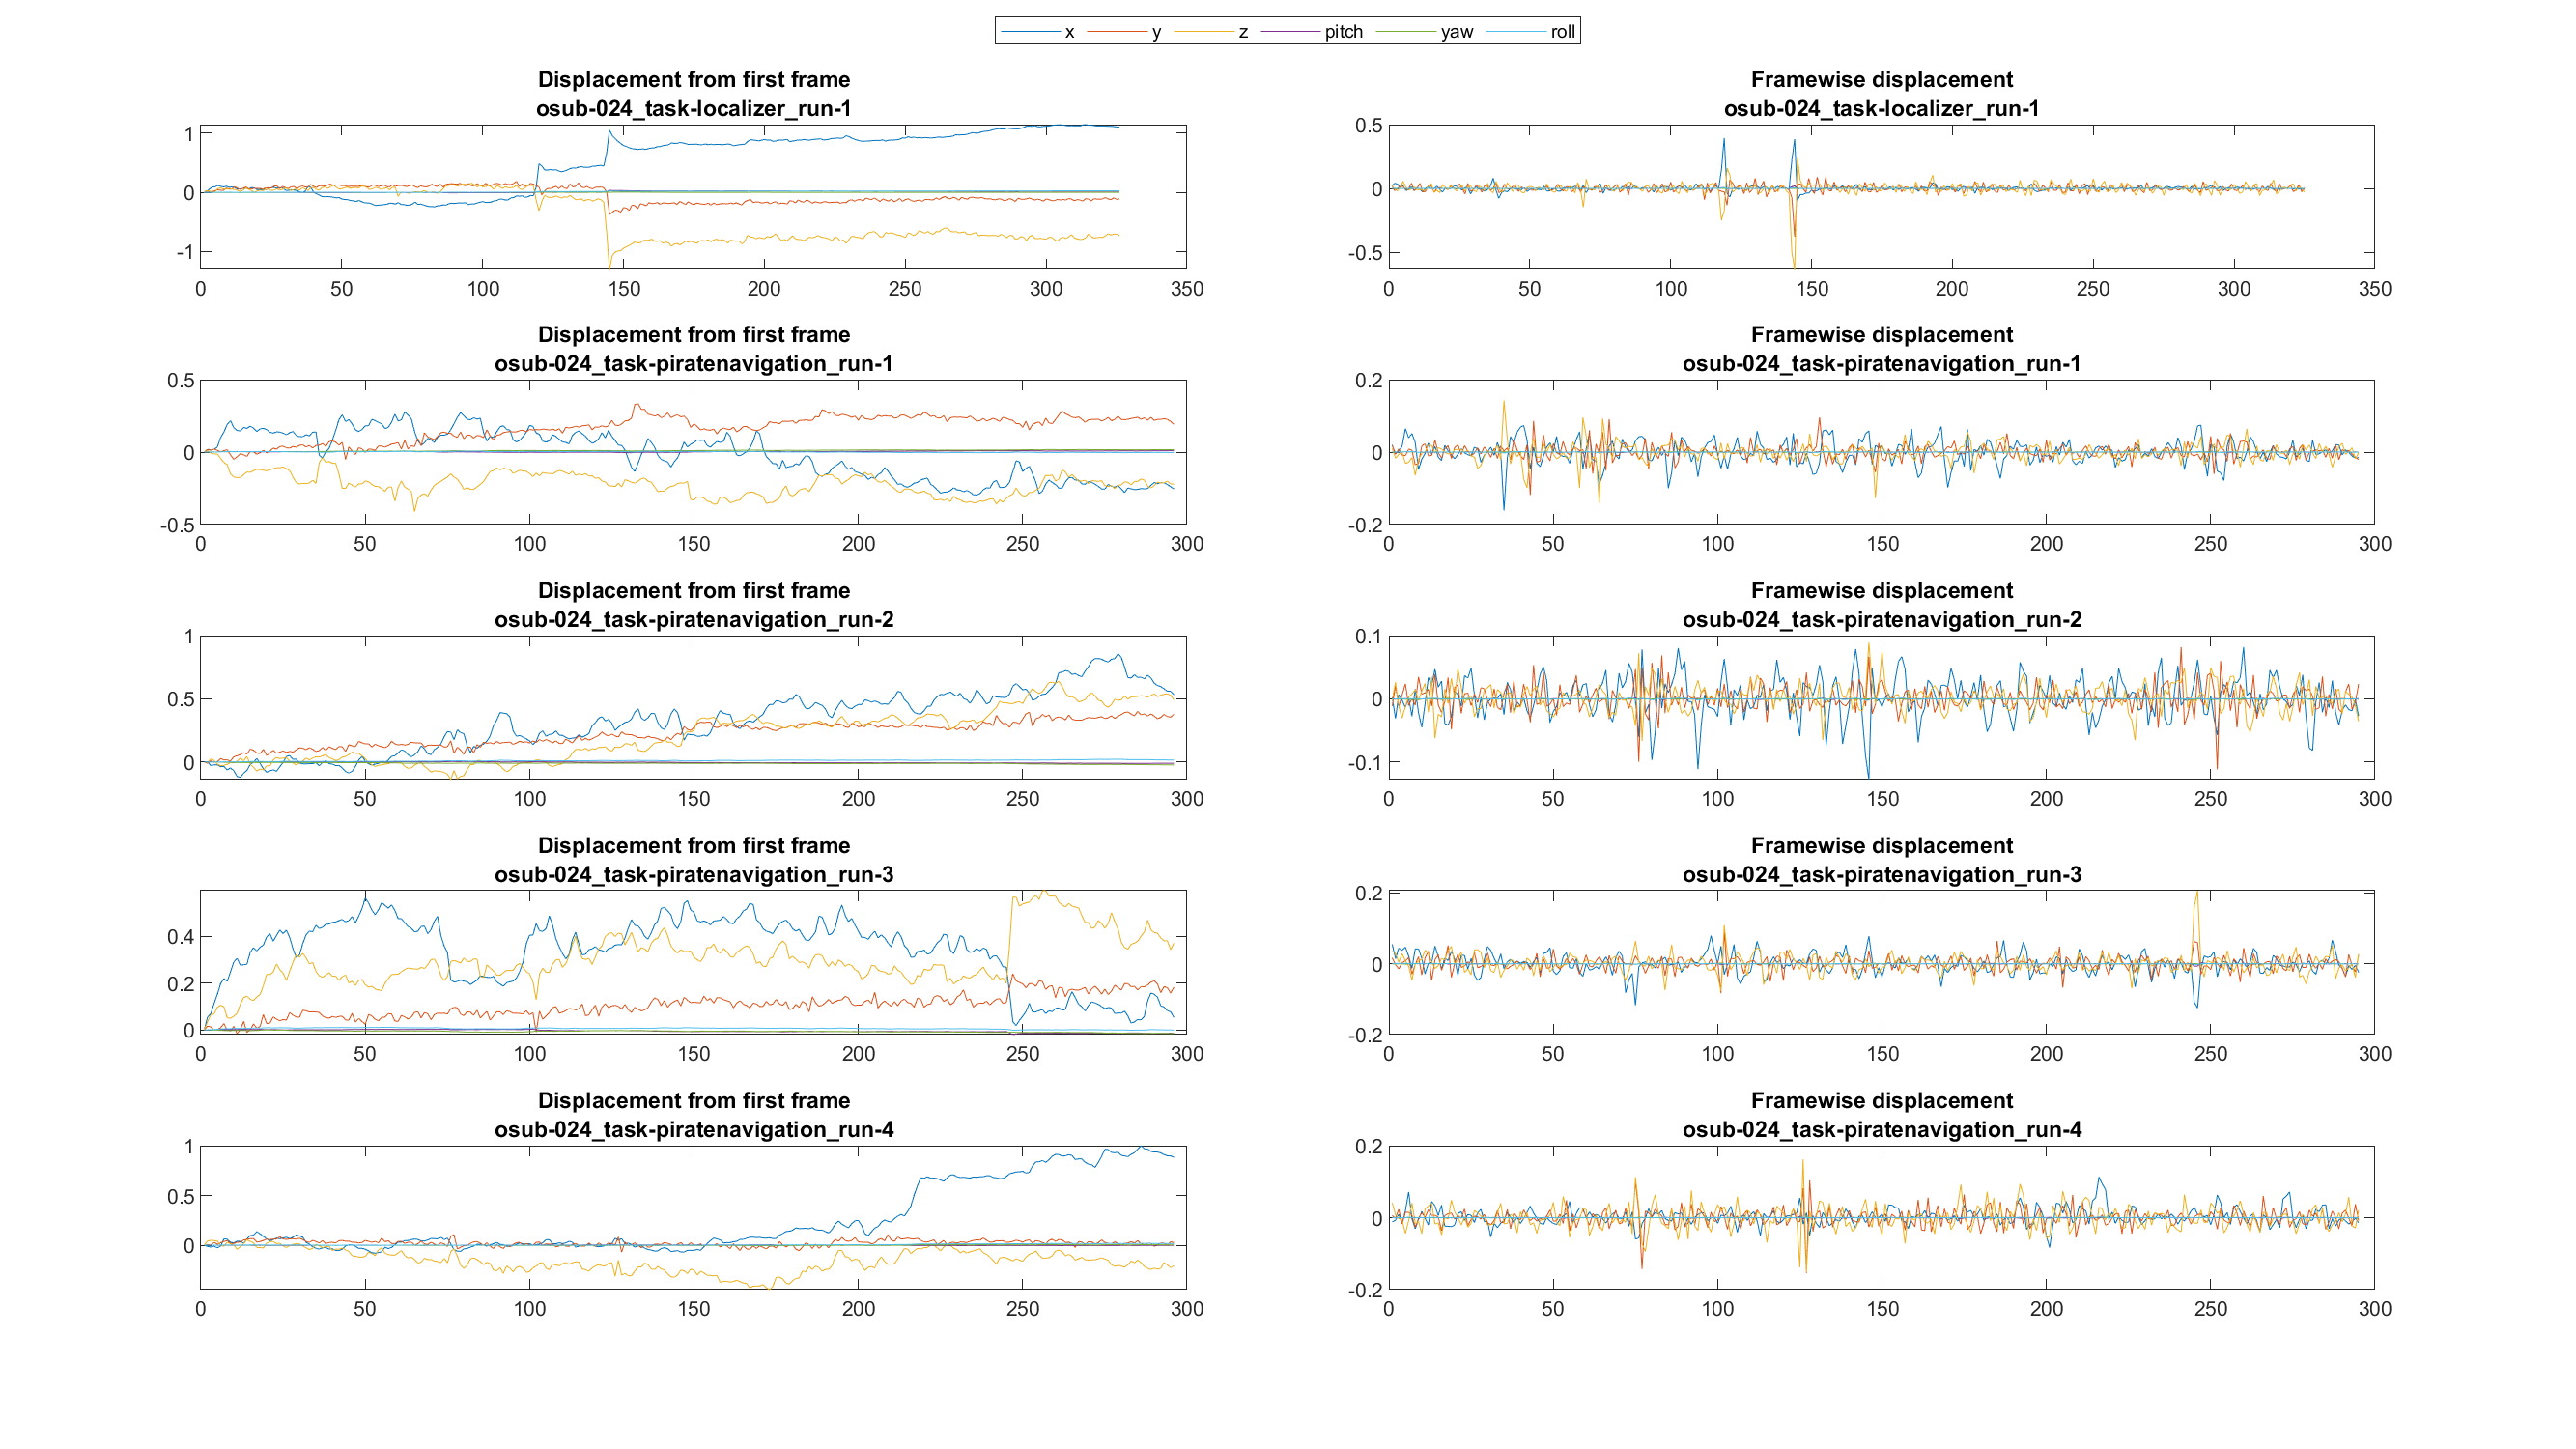 x y z pitch yaw roll
Displacement from first frame
osub-024_task-localizer_run-1
1
0
-1
0 50 100 150 200 250 300 350
Framewise displacement
osub-024_task-localizer_run-1
0.5
0
-0.5
0 50 100 150 200 250 300 350
Displacement from first frame
osub-024_task-piratenavigation_run-1
0.5
0
-0.5
0 50 100 150 200 250 300
Framewise displacement
osub-024_task-piratenavigation_run-1
0.2
0
-0.2
0 50 100 150 200 250 300
Displacement from first frame
osub-024_task-piratenavigation_run-2
1
0.5
0
0 50 100 150 200 250 300
Framewise displacement
osub-024_task-piratenavigation_run-2
0.1
0
-0.1
0 50 100 150 200 250 300
Displacement from first frame
osub-024_task-piratenavigation_run-3
0.4
0.2
0
0 50 100 150 200 250 300
Framewise displacement
osub-024_task-piratenavigation_run-3
0.2
0
-0.2
0 50 100 150 200 250 300
Displacement from first frame
osub-024_task-piratenavigation_run-4
1
0.5
0
0 50 100 150 200 250 300
Framewise displacement
osub-024_task-piratenavigation_run-4
0.2
0
-0.2
0 50 100 150 200 250 300